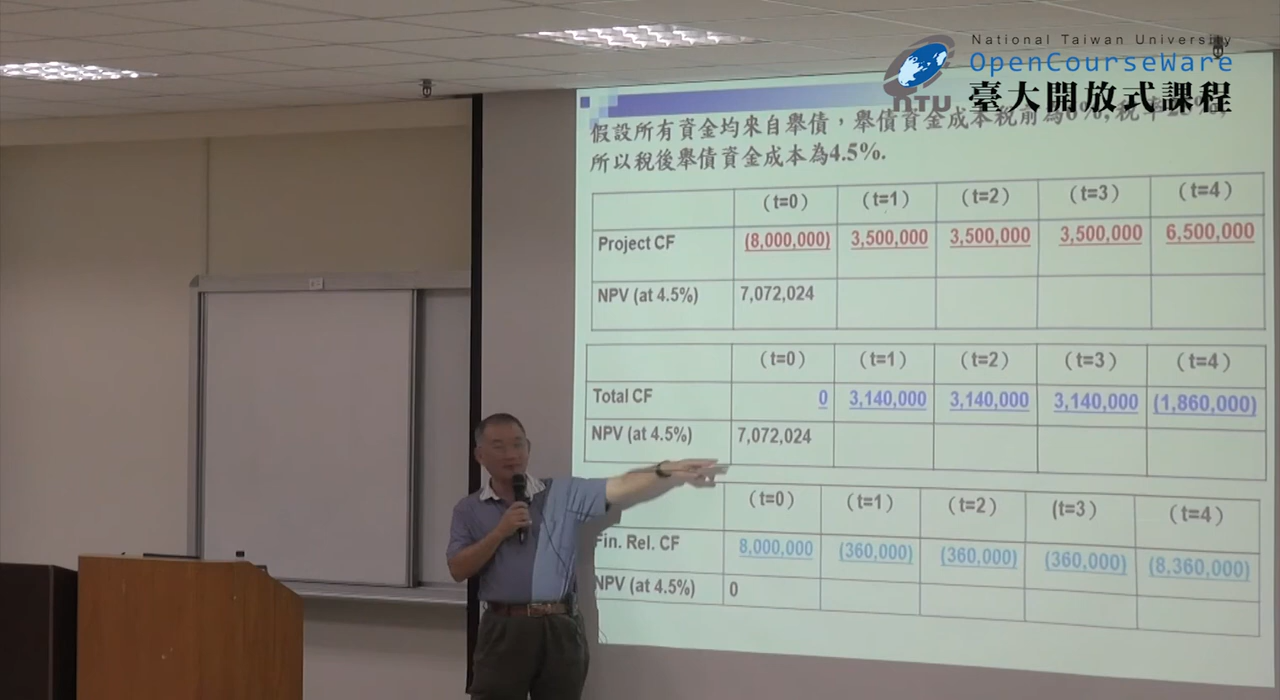 National Taiwan University
OpenCourseWare
NTU 臺大開放式課程
假設所有資金均來自舉債，舉債資金成本稅前為6%, 稅率25%,
所以稅後舉債資金成本為4.5%.
（t=0） （t=1） （t=2） （t=3） （t=4）
Project CF (8,000,000) 3,500,000 3,500,000 3,500,000 6,500,000
NPV (at 4.5%) 7,072,024
（t=0） （t=1） （t=2） （t=3） （t=4）
Total CF 0 3,140,000 3,140,000 3,140,000 (1,860,000)
NPV (at 4.5%) 7,072,024
（t=0） （t=1） （t=2） (t=3) （t=4）
Fin. Rel. CF 8,000,000 (360,000) (360,000) (360,000) (8,360,000)
NPV (at 4.5%) 0